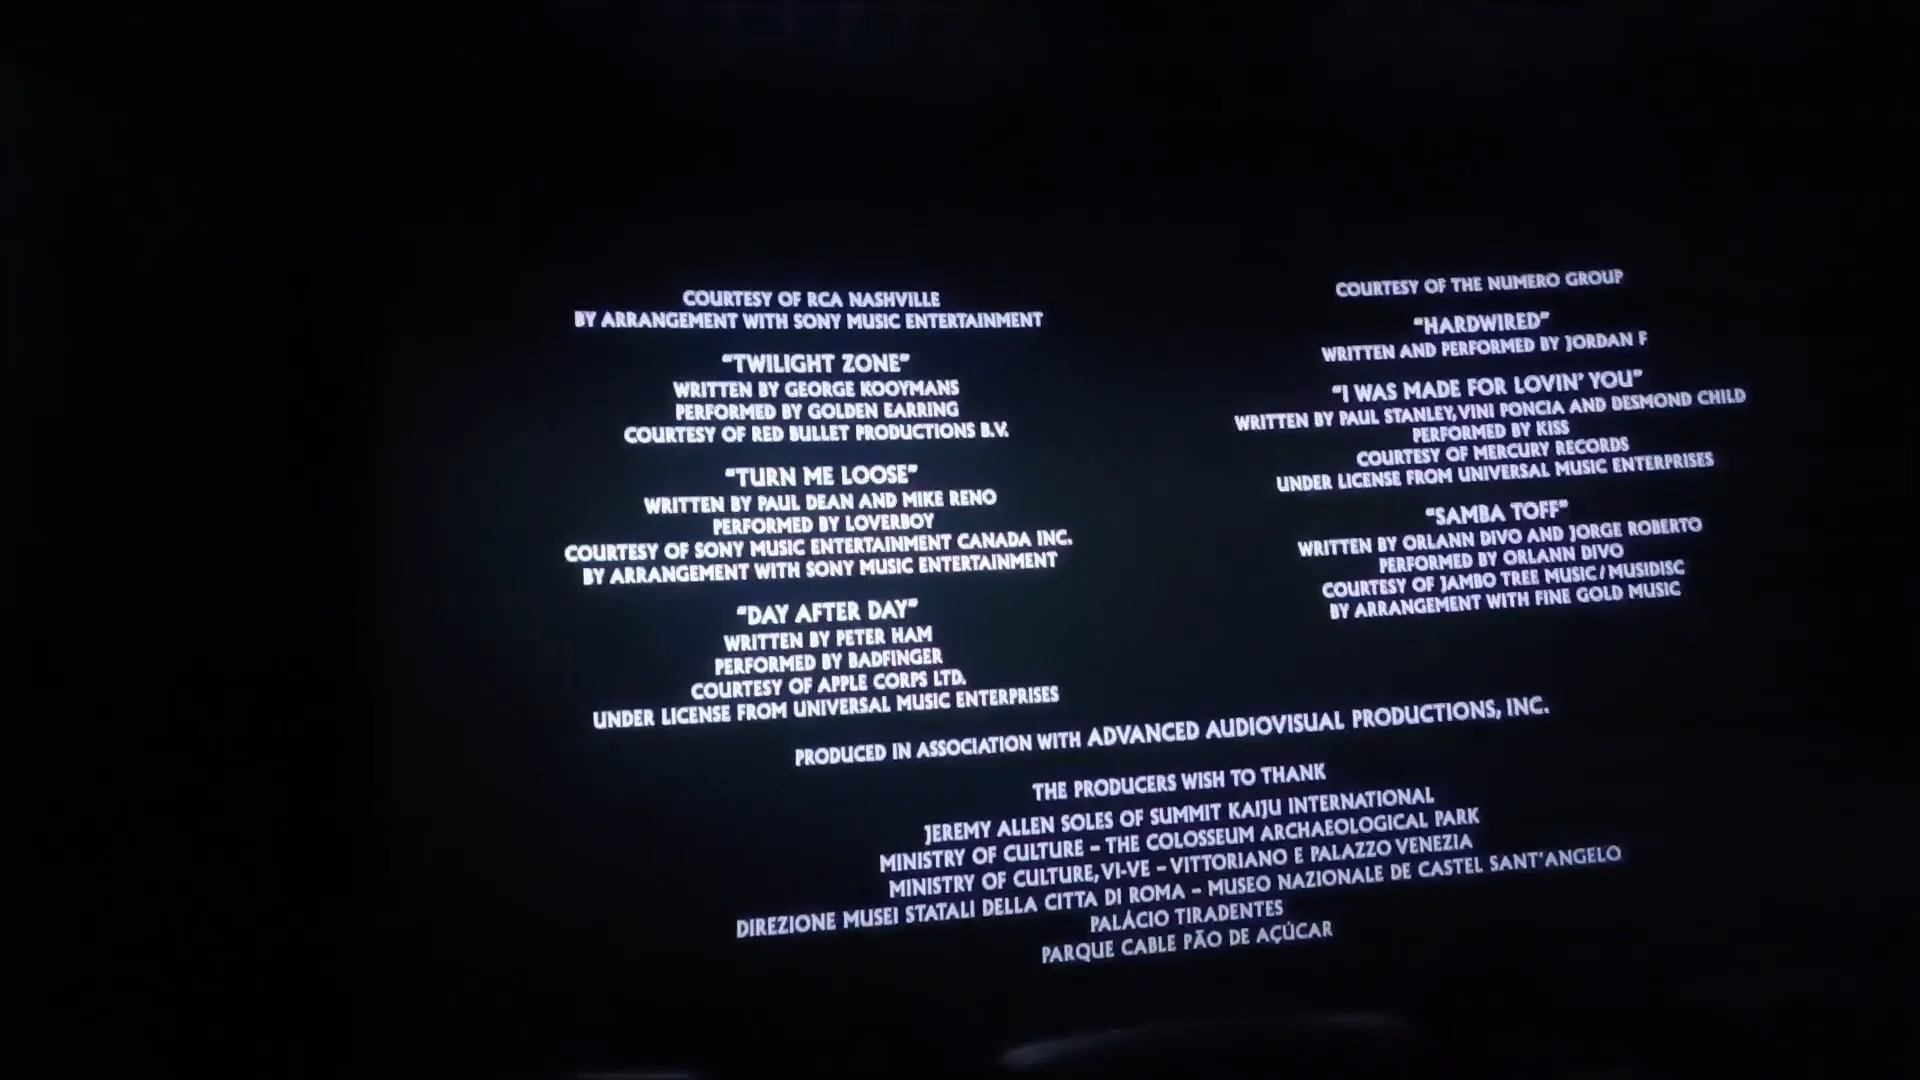 COURTESY OF RCA NASHVILLE
BY ARRANGEMENT WITH SONY MUSIC ENTERTAINMENT
"TWILIGHT ZONE"
WRITTEN BY GEORGE KOOYMANS
PERFORMED BY GOLDEN EARRING
COURTESY OF RED BULLET PRODUCTIONS B.V.
"TURN ME LOOSE"
WRITTEN BY PAUL DEAN AND MIKE RENO
PERFORMED BY LOVERBOY
COURTESY OF SONY MUSIC ENTERTAINMENT CANADA INC.
BY ARRANGEMENT WITH SONY MUSIC ENTERTAINMENT
"DAY AFTER DAY"
WRITTEN BY PETER HAM
PERFORMED BY BADFINGER
COURTESY OF APPLE CORPS LTD.
UNDER LICENSE FROM UNIVERSAL MUSIC ENTERPRISES
COURTESY OF THE NUMERO GROUP
"HARDWIRED"
WRITTEN AND PERFORMED BY JORDAN F
"I WAS MADE FOR LOVIN' YOU"
WRITTEN BY PAUL STANLEY, VINI PONCIA AND DESMOND CHILD
PERFORMED BY KISS
COURTESY OF MERCURY RECORDS
UNDER LICENSE FROM UNIVERSAL MUSIC ENTERPRISES
"SAMBA TOFF"
WRITTEN BY ORLANN DIVO AND JORGE ROBERTO
PERFORMED BY ORLANN DIVO
COURTESY OF JAMBO TREE MUSIC / MUSIDISC
BY ARRANGEMENT WITH FINE GOLD MUSIC
PRODUCED IN ASSOCIATION WITH ADVANCED AUDIOVISUAL PRODUCTIONS, INC.
THE PRODUCERS WISH TO THANK
JEREMY ALLEN SOLES OF SUMMIT KAIJU INTERNATIONAL
MINISTRY OF CULTURE – THE COLOSSEUM ARCHAEOLOGICAL PARK
MINISTRY OF CULTURE, VI-VE – VITTORIANO E PALAZZO VENEZIA
DIREZIONE MUSEI STATALI DELLA CITTA DI ROMA – MUSEO NAZIONALE DE CASTEL SANT'ANGELO
PALÁCIO TIRADENTES
PARQUE CABLE PÃO DE AÇÚCAR